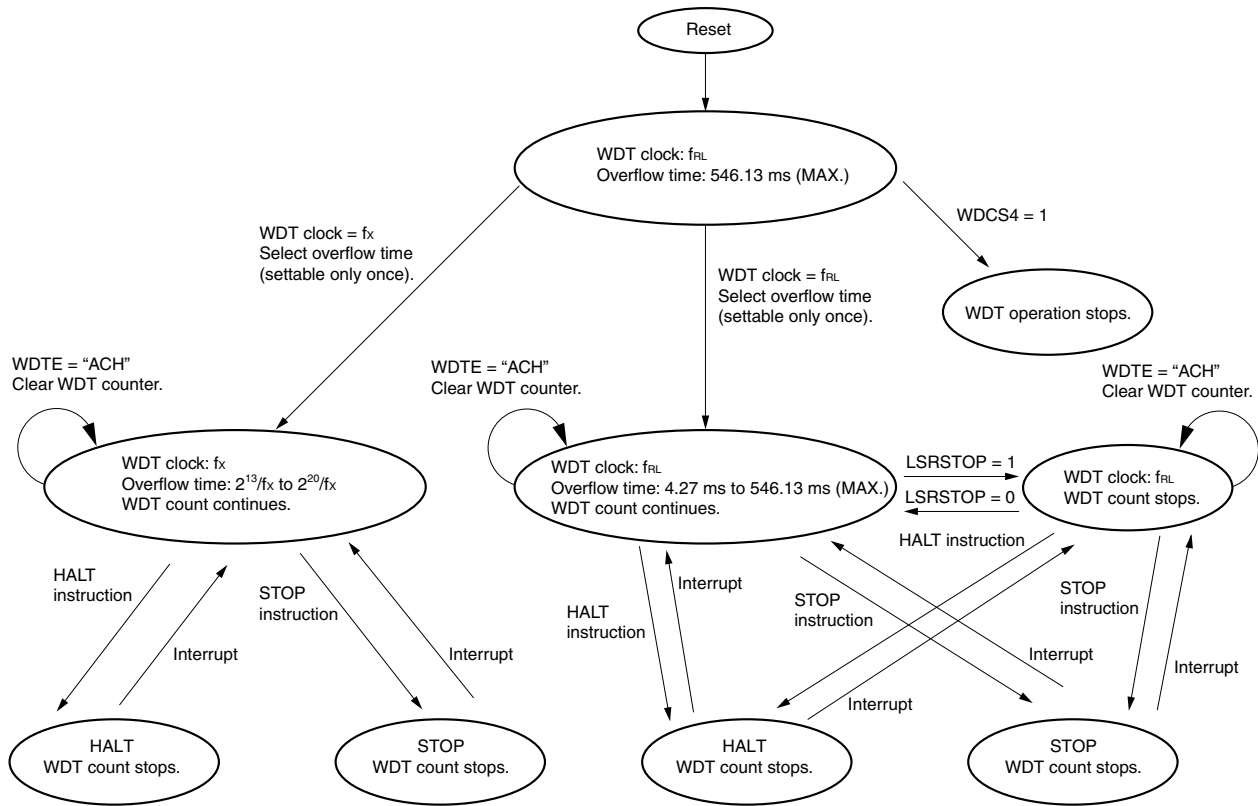 Reset
WDT clock: fRL
Overflow time: 546.13 ms (MAX.)
WDCS4 = 1
WDT clock = fX
Select overflow time
(settable only once).
WDT clock = fRL
Select overflow time
(settable only once).
WDT operation stops.
WDTE = “ACH”
Clear WDT counter.
WDTE = “ACH”
Clear WDT counter.
WDTE = “ACH”
Clear WDT counter.
WDT clock: fX
Overflow time: 2^13/fX to 2^20/fX
WDT count continues.
WDT clock: fRL
Overflow time: 4.27 ms to 546.13 ms (MAX.)
WDT count continues.
LSRSTOP = 1
LSRSTOP = 0
WDT clock: fRL
WDT count stops.
HALT instruction
HALT
instruction
Interrupt
STOP
instruction
Interrupt
HALT
instruction
Interrupt
STOP
instruction
Interrupt
Interrupt
STOP
instruction
Interrupt
HALT
WDT count stops.
STOP
WDT count stops.
HALT
WDT count stops.
STOP
WDT count stops.